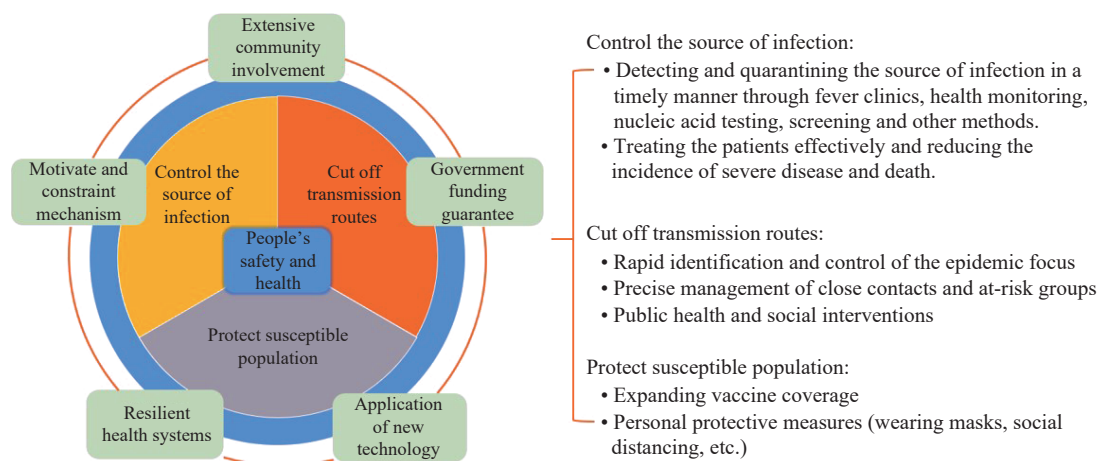 Extensive
community
involvement
Motivate and
constraint
mechanism
Control the
source of
infection
Cut off
transmission
routes
Government
funding
guarantee
People's
safety and
health
Protect susceptible
population
Resilient
health systems
Application
of new
technology
Control the source of infection:
• Detecting and quarantining the source of infection in a
timely manner through fever clinics, health monitoring,
nucleic acid testing, screening and other methods.
• Treating the patients effectively and reducing the
incidence of severe disease and death.
Cut off transmission routes:
• Rapid identification and control of the epidemic focus
• Precise management of close contacts and at-risk groups
• Public health and social interventions
Protect susceptible population:
• Expanding vaccine coverage
• Personal protective measures (wearing masks, social
distancing, etc.)